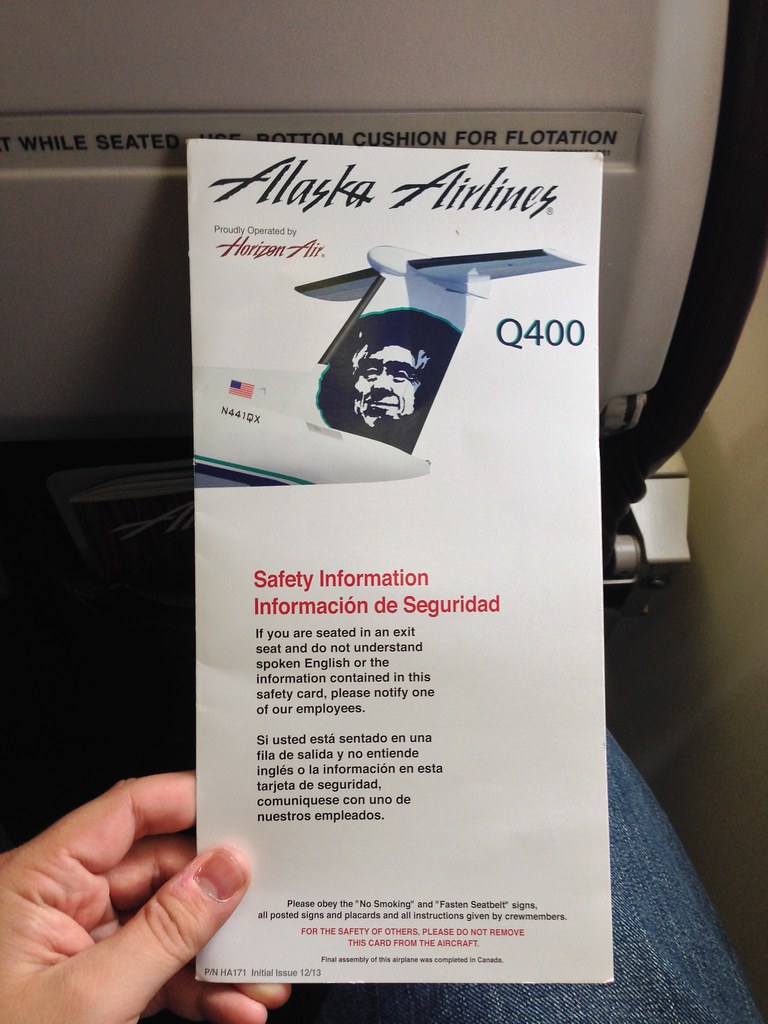 T WHILE SEATED USE BOTTOM CUSHION FOR FLOTATION
Alaska Airlines®
Proudly Operated by
Horizon Air®
Q400
N441QX
Safety Information
Información de Seguridad
If you are seated in an exit
seat and do not understand
spoken English or the
information contained in this
safety card, please notify one
of our employees.
Si usted está sentado en una
fila de salida y no entiende
inglés o la información en esta
tarjeta de seguridad,
comuniquese con uno de
nuestros empleados.
Please obey the "No Smoking" and "Fasten Seatbelt" signs,
all posted signs and placards and all instructions given by crewmembers.
FOR THE SAFETY OF OTHERS, PLEASE DO NOT REMOVE
THIS CARD FROM THE AIRCRAFT.
Final assembly of this airplane was completed in Canada.
P/N HA171 Initial Issue 12/13